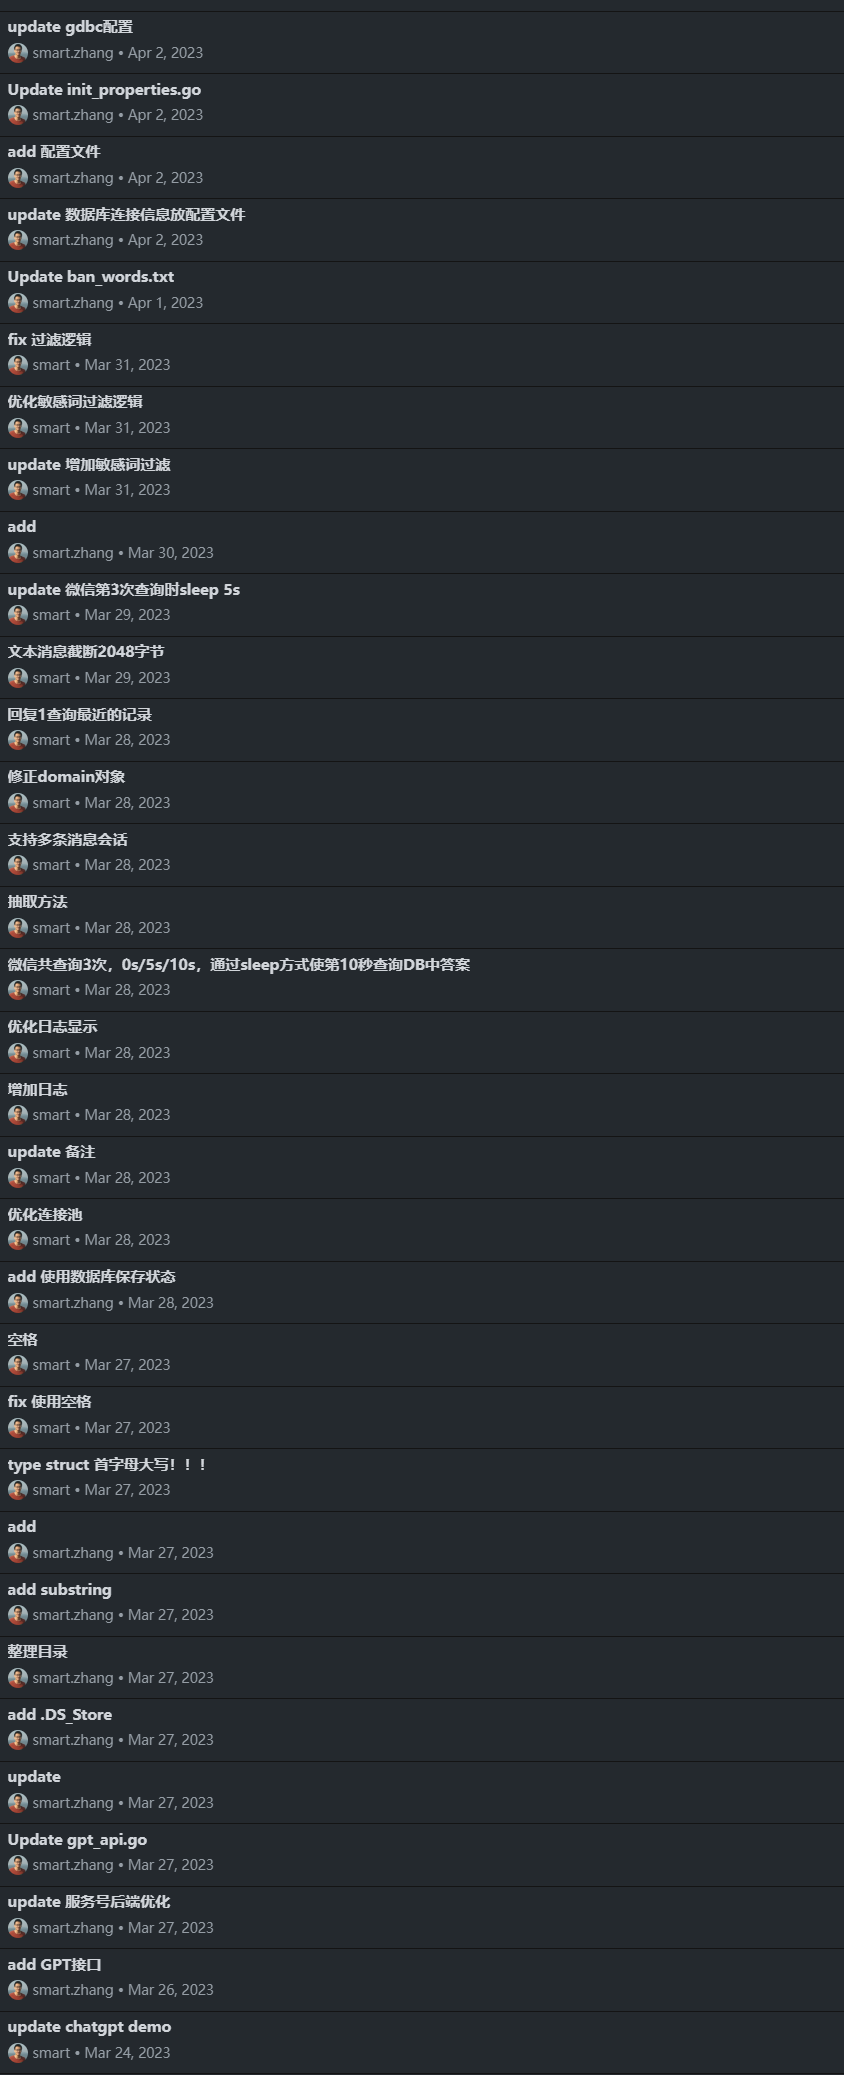 update gdbc配置
smart.zhang • Apr 2, 2023
Update init_properties.go
smart.zhang • Apr 2, 2023
add 配置文件
smart.zhang • Apr 2, 2023
update 数据库连接信息放配置文件
smart.zhang • Apr 2, 2023
Update ban_words.txt
smart.zhang • Apr 1, 2023
fix 过滤逻辑
smart • Mar 31, 2023
优化敏感词过滤逻辑
smart • Mar 31, 2023
update 增加敏感词过滤
smart • Mar 31, 2023
add
smart.zhang • Mar 30, 2023
update 微信第3次查询时sleep 5s
smart • Mar 29, 2023
文本消息截断2048字节
smart • Mar 29, 2023
回复1查询最近的记录
smart • Mar 28, 2023
修正domain对象
smart • Mar 28, 2023
支持多条消息会话
smart • Mar 28, 2023
抽取方法
smart • Mar 28, 2023
微信共查询3次，0s/5s/10s，通过sleep方式使第10秒查询DB中答案
smart • Mar 28, 2023
优化日志显示
smart • Mar 28, 2023
增加日志
smart • Mar 28, 2023
update 备注
smart • Mar 28, 2023
优化连接池
smart • Mar 28, 2023
add 使用数据库保存状态
smart.zhang • Mar 28, 2023
空格
smart • Mar 27, 2023
fix 使用空格
smart • Mar 27, 2023
type struct 首字母大写！！！
smart • Mar 27, 2023
add
smart.zhang • Mar 27, 2023
add substring
smart.zhang • Mar 27, 2023
整理目录
smart.zhang • Mar 27, 2023
add .DS_Store
smart.zhang • Mar 27, 2023
update
smart.zhang • Mar 27, 2023
Update gpt_api.go
smart.zhang • Mar 27, 2023
update 服务号后端优化
smart.zhang • Mar 27, 2023
add GPT接口
smart.zhang • Mar 26, 2023
update chatgpt demo
smart • Mar 24, 2023